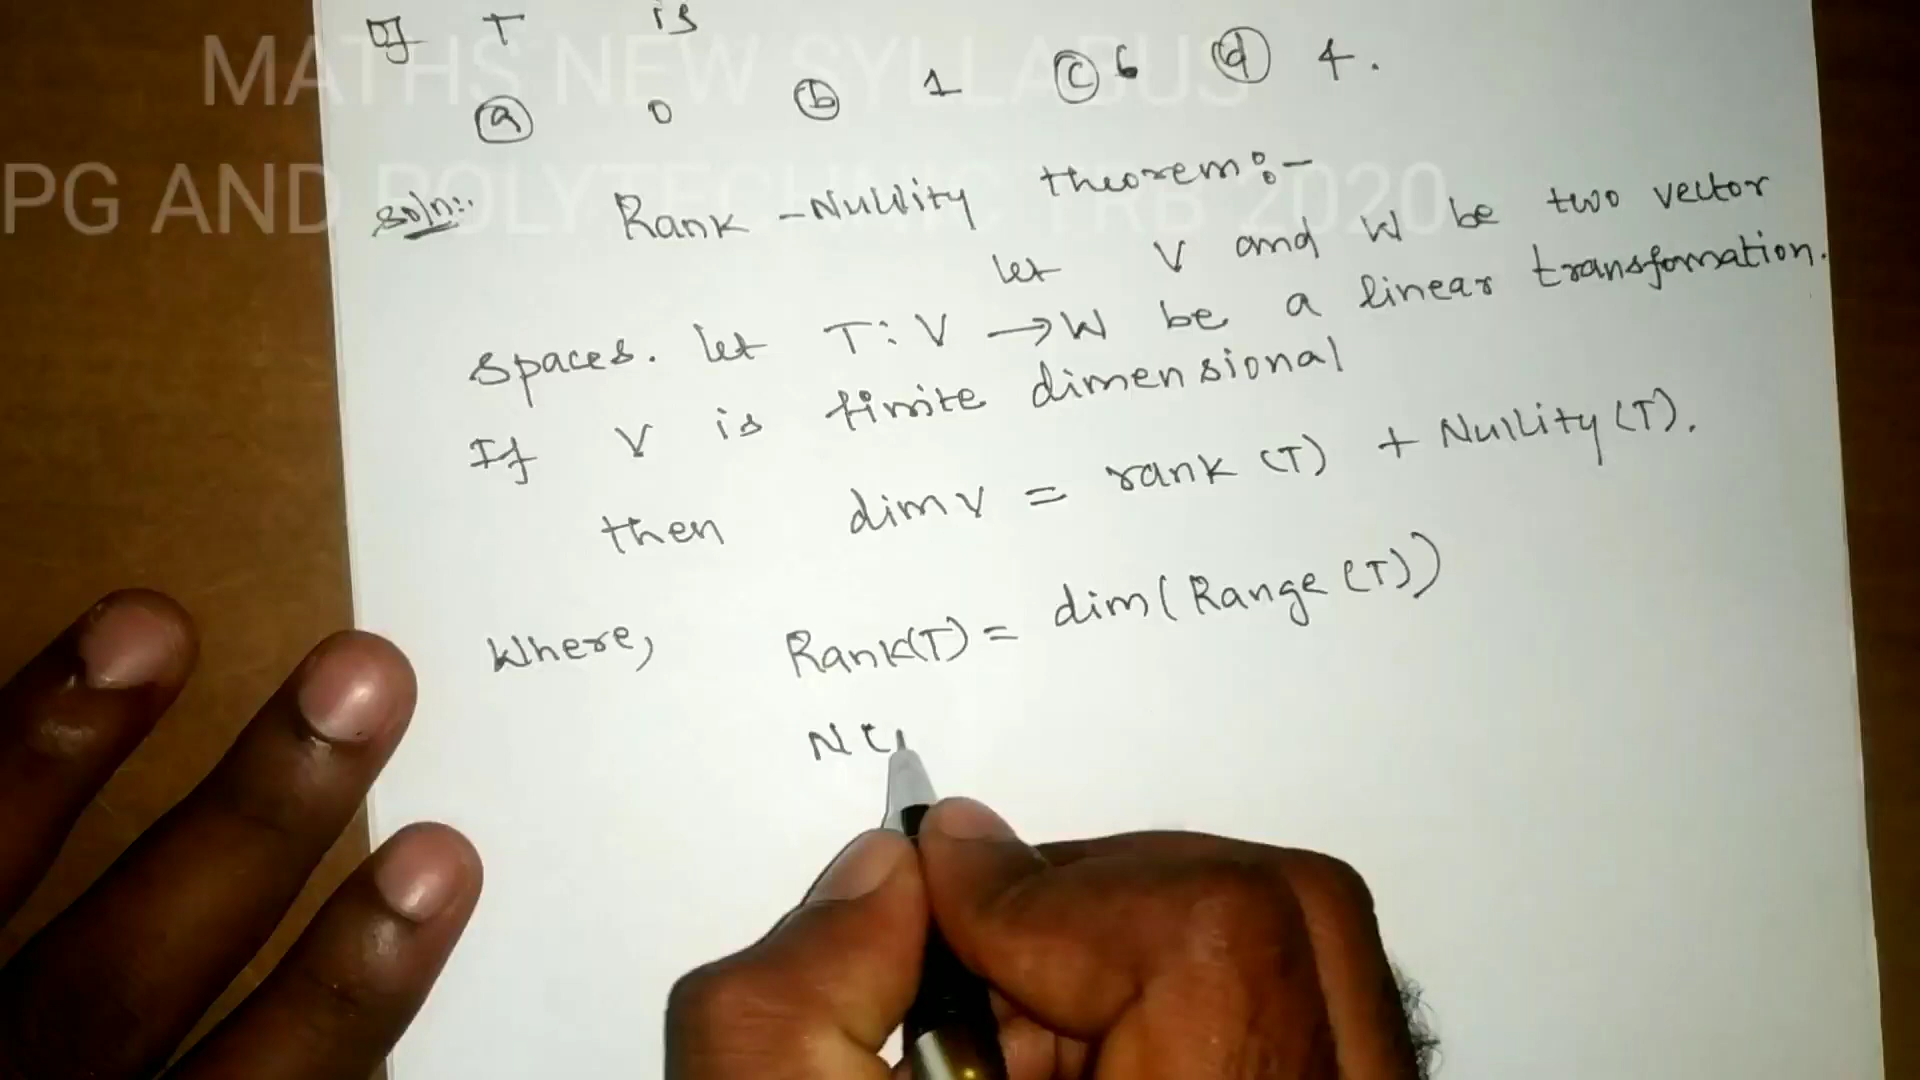 of T is
MATHS NEW SYLLABUS
ⓐ 0 ⓑ 1 ⓒ 6 ⓓ 4.
PG AND POLYTECHNIC TRB 2020
Soln:. Rank - Nullity theorem :-
let V and W be two vector
spaces. let T : V → W be a linear transformation.
If V is finite dimensional
then dim V = rank (T) + Nullity (T).
Where, Rank(T) = dim ( Range (T) )
Nu